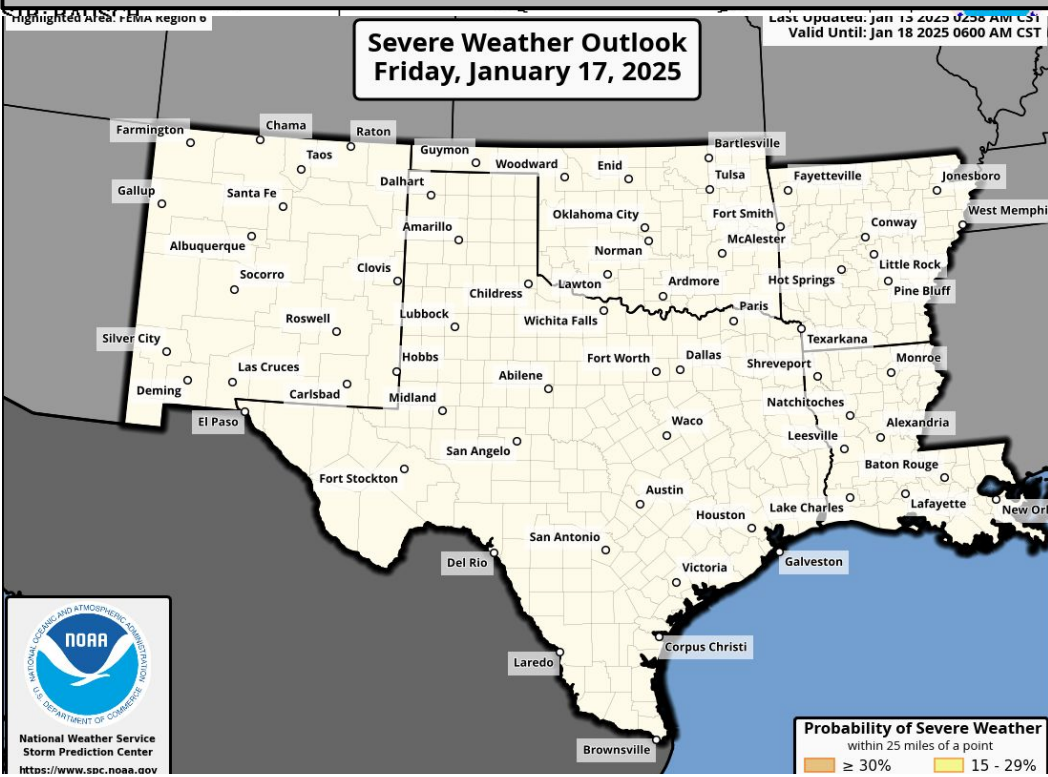 Highlighted Area: FEMA Region 6
Last Updated: Jan 13 2025 0258 AM CST
Valid Until: Jan 18 2025 0600 AM CST
Severe Weather Outlook
Friday, January 17, 2025
Farmington
Chama
Raton
Taos
Guymon
Woodward
Enid
Bartlesville
Tulsa
Fayetteville
Jonesboro
Gallup
Santa Fe
Dalhart
Oklahoma City
Fort Smith
West Memphi
Albuquerque
Amarillo
Norman
McAlester
Conway
Socorro
Clovis
Childress
Lawton
Ardmore
Hot Springs
Little Rock
Pine Bluff
Roswell
Lubbock
Wichita Falls
Paris
Texarkana
Silver City
Las Cruces
Hobbs
Fort Worth
Dallas
Shreveport
Monroe
Deming
Carlsbad
Midland
Abilene
Natchitoches
El Paso
San Angelo
Waco
Leesville
Alexandria
Fort Stockton
Baton Rouge
Austin
Houston
Lake Charles
Lafayette
New Orl
San Antonio
Del Rio
Galveston
Victoria
Corpus Christi
Laredo
Brownsville
NOAA
NATIONAL OCEANIC AND ATMOSPHERIC ADMINISTRATION
U.S. DEPARTMENT OF COMMERCE
National Weather Service
Storm Prediction Center
https://www.spc.noaa.gov
Probability of Severe Weather
within 25 miles of a point
≥ 30%
15 - 29%